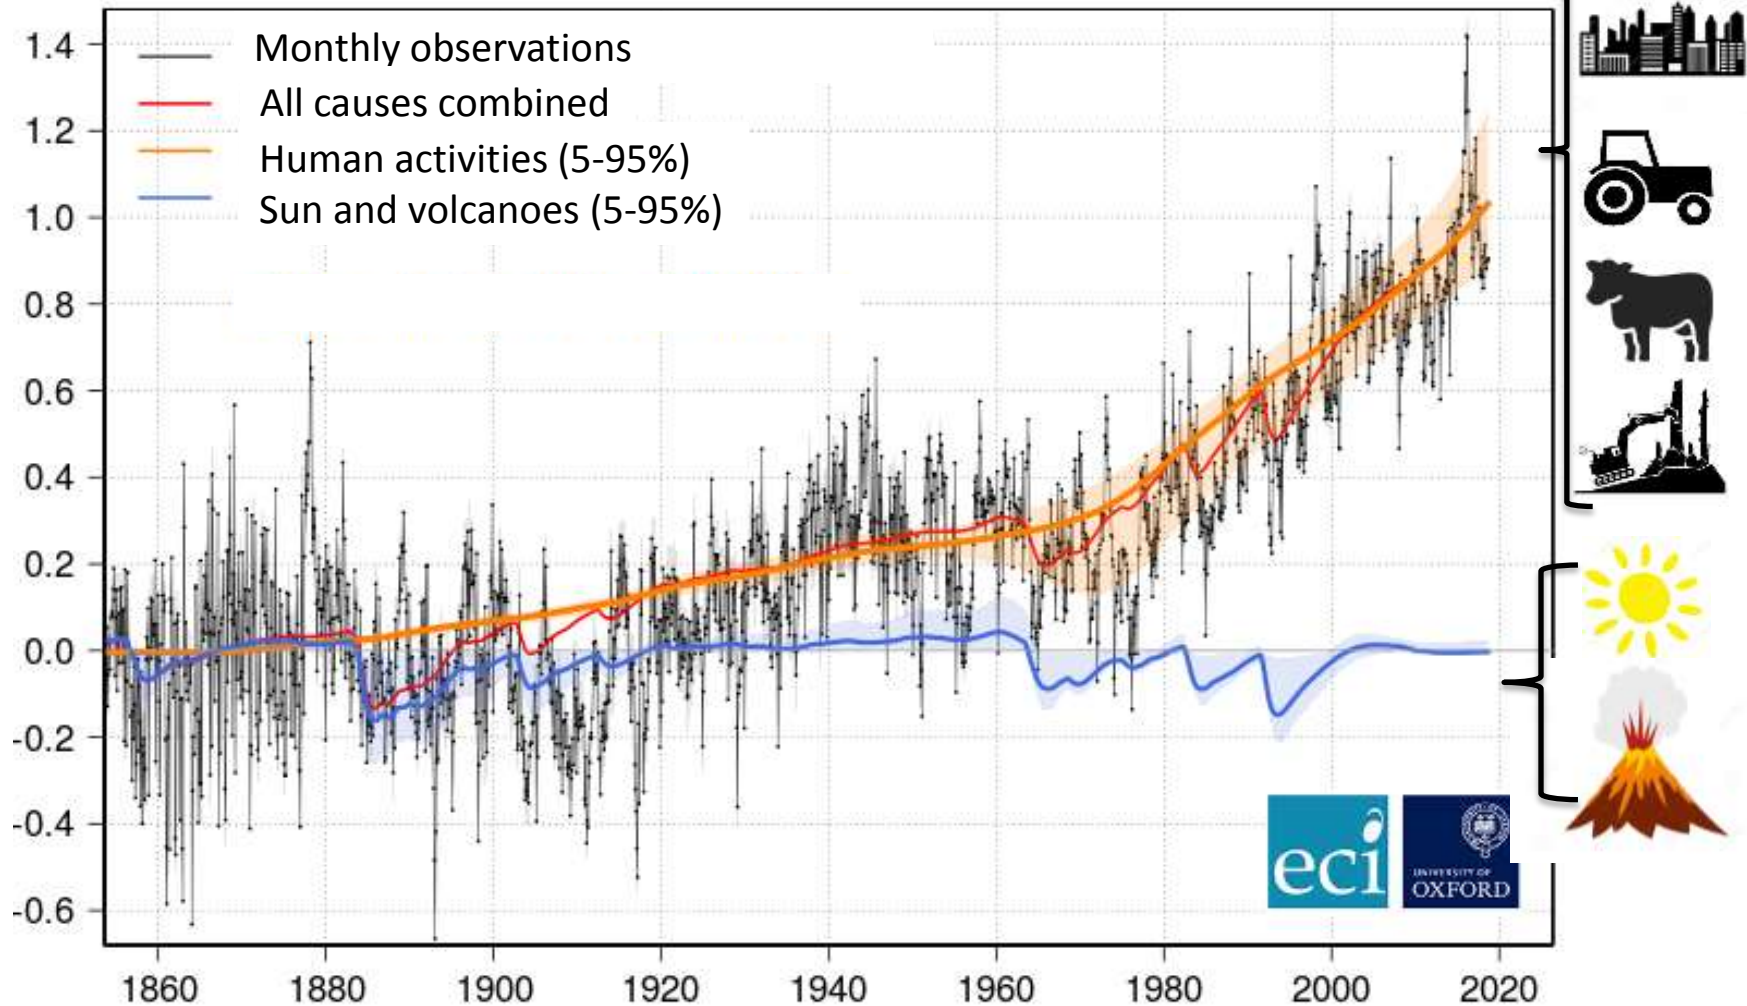 1.4
1.2
1.0
0.8
0.6
0.4
0.2
0.0
-0.2
-0.4
-0.6
Monthly observations
All causes combined
Human activities (5-95%)
Sun and volcanoes (5-95%)
eci
UNIVERSITY OF
OXFORD
1860 1880 1900 1920 1940 1960 1980 2000 2020